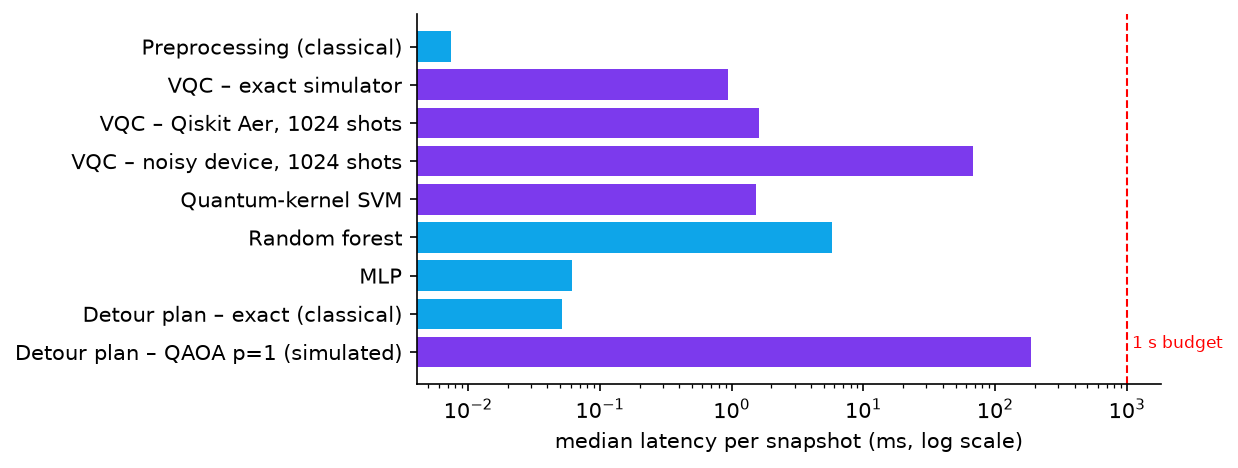 Preprocessing (classical)
VQC – exact simulator
VQC – Qiskit Aer, 1024 shots
VQC – noisy device, 1024 shots
Quantum-kernel SVM
Random forest
MLP
Detour plan – exact (classical)
Detour plan – QAOA p=1 (simulated)
1 s budget
10⁻² 10⁻¹ 10⁰ 10¹ 10² 10³
median latency per snapshot (ms, log scale)